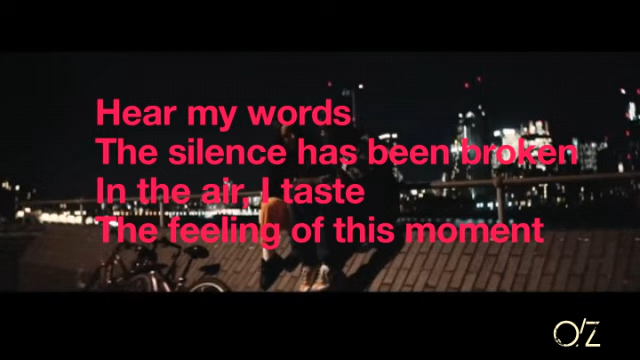 Hear my words
The silence has been broken
In the air, I taste
The feeling of this moment
O'Z